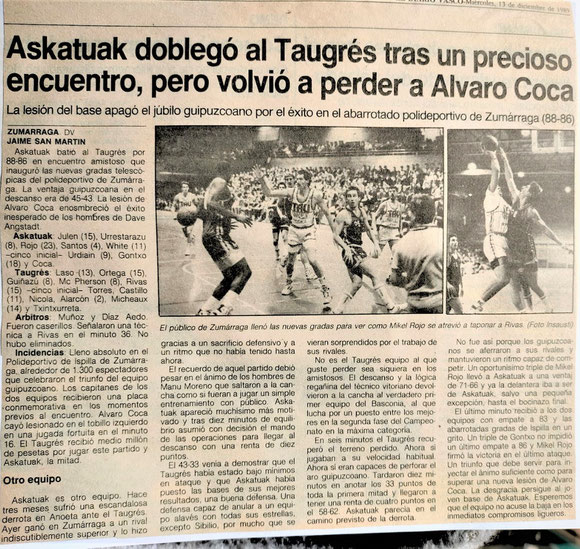 DIARIO VASCO-Miércoles, 13 de diciembre de 1989
Askatuak doblegó al Taugrés tras un precioso
encuentro, pero volvió a perder a Alvaro Coca
La lesión del base apagó el júbilo guipuzcoano por el éxito en el abarrotado polideportivo de Zumárraga (88-86)
ZUMARRAGA. DV
JAIME SAN MARTIN
Askatuak batió al Taugrés por
88-86 en encuentro amistoso que
inauguró las nuevas gradas teles-
cópicas del polideportivo de Zumárra-
ga. La ventaja guipuzcoana en el
descanso era de 45-43. La lesión de
Alvaro Coca enosmbreció el éxito
inesperado de los hombres de Dave
Angstadt.
Askatuak: Julen (15), Urrestarazu
(8), Rojo (23), Santos (4), White (11)
-cinco inicial- Urdiain (9), Gontxo
(18) y Coca.
Taugrés: Laso (13), Ortega (15),
Guiñazu (8), Mc Pherson (8), Rivas
(15) -cinco inicial- Torres, Castillo
(11), Nicola, Alarcón (2), Micheaux
(14) y Txintxurreta.
Arbitros: Muñoz y Díaz Aedo.
Fueron caserillos. Señalaron una téc-
nica a Rivas en el minuto 36. No
hubo eliminados.
Incidencias: Lleno absoluto en el
Polideportivo de Ispilla de Zumárra-
ga, alrededor de 1.300 espectadores
que celebraron el triunfo del equipo
guipuzcoano. Los capitanes de los
dos equipos recibieron una placa
conmemorativa en los momentos
previos al encuentro. Alvaro Coca
cayó lesionado en el tobillo izquierdo
en una jugada fortuita en el minuto
16. El Taugrés recibió medio millón
de pesetas por jugar este partido y
Askatuak, la mitad.
Otro equipo
Askatuak es otro equipo. Hace
tres meses sufrió una escandalosa
derrota en Anoeta ante el Taugrés.
Ayer ganó en Zumárraga a un rival
indiscutiblemente superior y lo hizo
El público de Zumárraga llenó las nuevas gradas para ver como Mikel Rojo se atrevió a taponar a Rivas. (Foto Insausti)
gracias a un sacrificio defensivo y a
un ritmo que no había tenido hasta
ahora.
El recuerdo de aquel partido debió
pesar en el ánimo de los hombres de
Manu Moreno que saltaron a la can-
cha como si fueran a jugar un simple
entrenamiento con público. Aska-
tuak apareció muchísimo más moti-
vado y tras diez minutos de equili-
brio asumió con decisión el mando
de las operaciones para llegar al
descanso con una renta de diez
puntos.
El 43-33 venía a demostrar que el
Taugrés había estado bajo mínimos
en ataque y que Askatuak había
puesto las bases de sus mejores
resultados, una buena defensa. Una
defensa capaz de anular a un equi-
po alavés con todas sus estrellas,
excepto Sibilio, por mucho que se
vieran sorprendidos por el trabajo de
sus rivales.
No es el Taugrés equipo al que
guste perder asi siquiera en los
amistosos. El descanso y la lógica
regañina del técnico vitoriano devol-
vieron a la cancha al verdadero pri-
mer equipo del Basconia, al que
lucha por un puesto entre los mejo-
res en la segunda fase del Campeo-
nato en la máxima categoría.
En seis minutos el Taugrés recu-
peró el terreno perdido. Ahora sí
jugaban a su velocidad habitual.
Ahora sí eran capaces de perforar el
aro guipuzcoano. Tardaron diez mi-
nutos en anotar los 33 puntos de
toda la primera mitad y llegaron a
tener una renta de cuatro puntos en
el 58-62. Askatuak parecía en el
camino previsto de la derrota.
No fue así porque los guipuzcoa-
nos se aferraron a sus rivales y
mantuvieron un ritmo capaz de com-
petir. Un oportunísimo triple de Mikel
Rojo llevó a Askatuak a una ventaja
de 71-66 y ya la delantera iba a ser
de Askatuak, salvo una pequeña
excepción, hasta el bocinazo final.
El último minuto recibió a los dos
equipos con empate a 83 y las
abarrotadas gradas de Ispilla en un
grito. Un triple de Gontxo no impidió
un último empate a 86 y Mikel Rojo
firmó la victoria en el último ataque.
Un triunfo que debe servir para in-
yectar el ánimo suficiente como para
superar una nueva lesión de Alvaro
Coca. La desgracia persigue al jo-
ven base de Askatuak. Esperemos
que el equipo no acuse la baja en los
inmediatos compromisos ligueros.